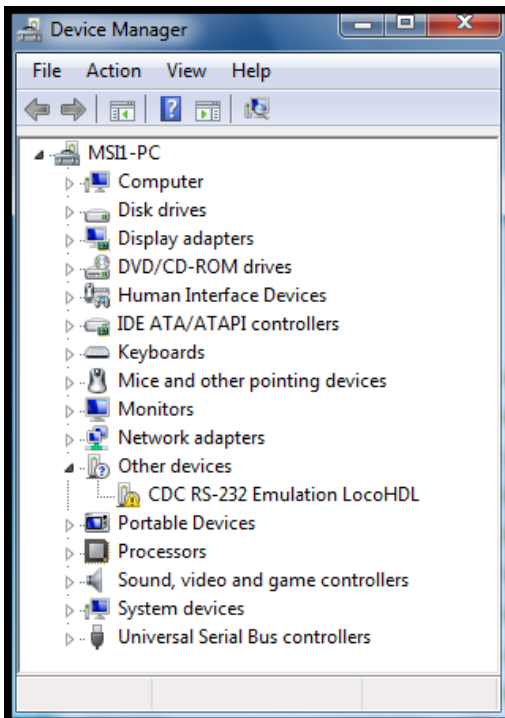 Device Manager
File Action View Help
MSI1-PC
Computer
Disk drives
Display adapters
DVD/CD-ROM drives
Human Interface Devices
IDE ATA/ATAPI controllers
Keyboards
Mice and other pointing devices
Monitors
Network adapters
Other devices
CDC RS-232 Emulation LocoHDL
Portable Devices
Processors
Sound, video and game controllers
System devices
Universal Serial Bus controllers